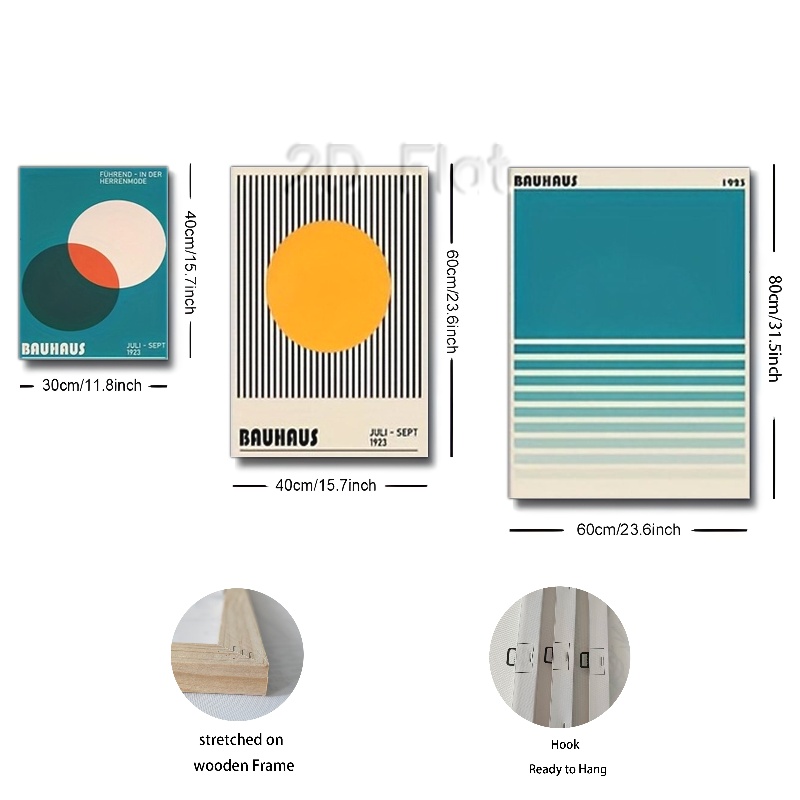 2D Flat
FÜHREND - IN DER
HERRENMODE
BAUHAUS
JULI - SEPT
1923
40cm/15.7inch
30cm/11.8inch
BAUHAUS
JULI - SEPT
1923
60cm/23.6inch
40cm/15.7inch
BAUHAUS
1923
80cm/31.5inch
60cm/23.6inch
stretched on
wooden Frame
Hook
Ready to Hang